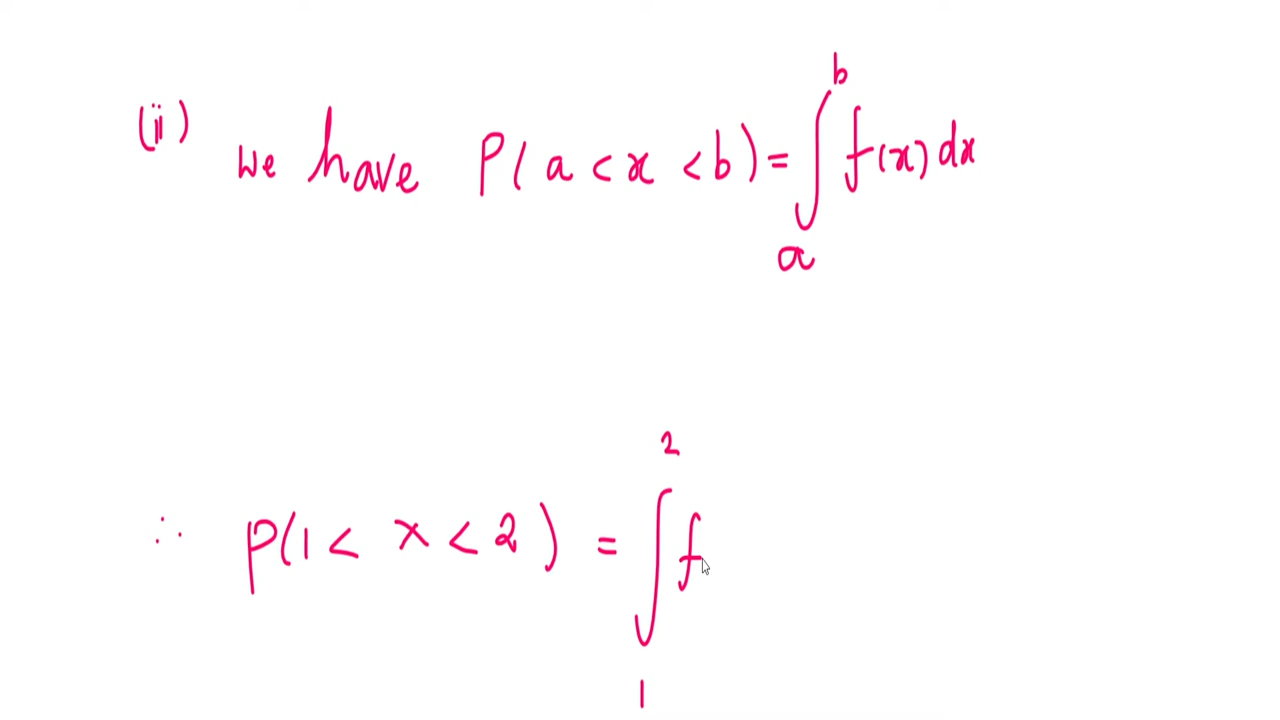 (ii) we have P(a<x<b)=∫_a^b f(x)dx
∴ P(1<x<2) = ∫_1^2 f